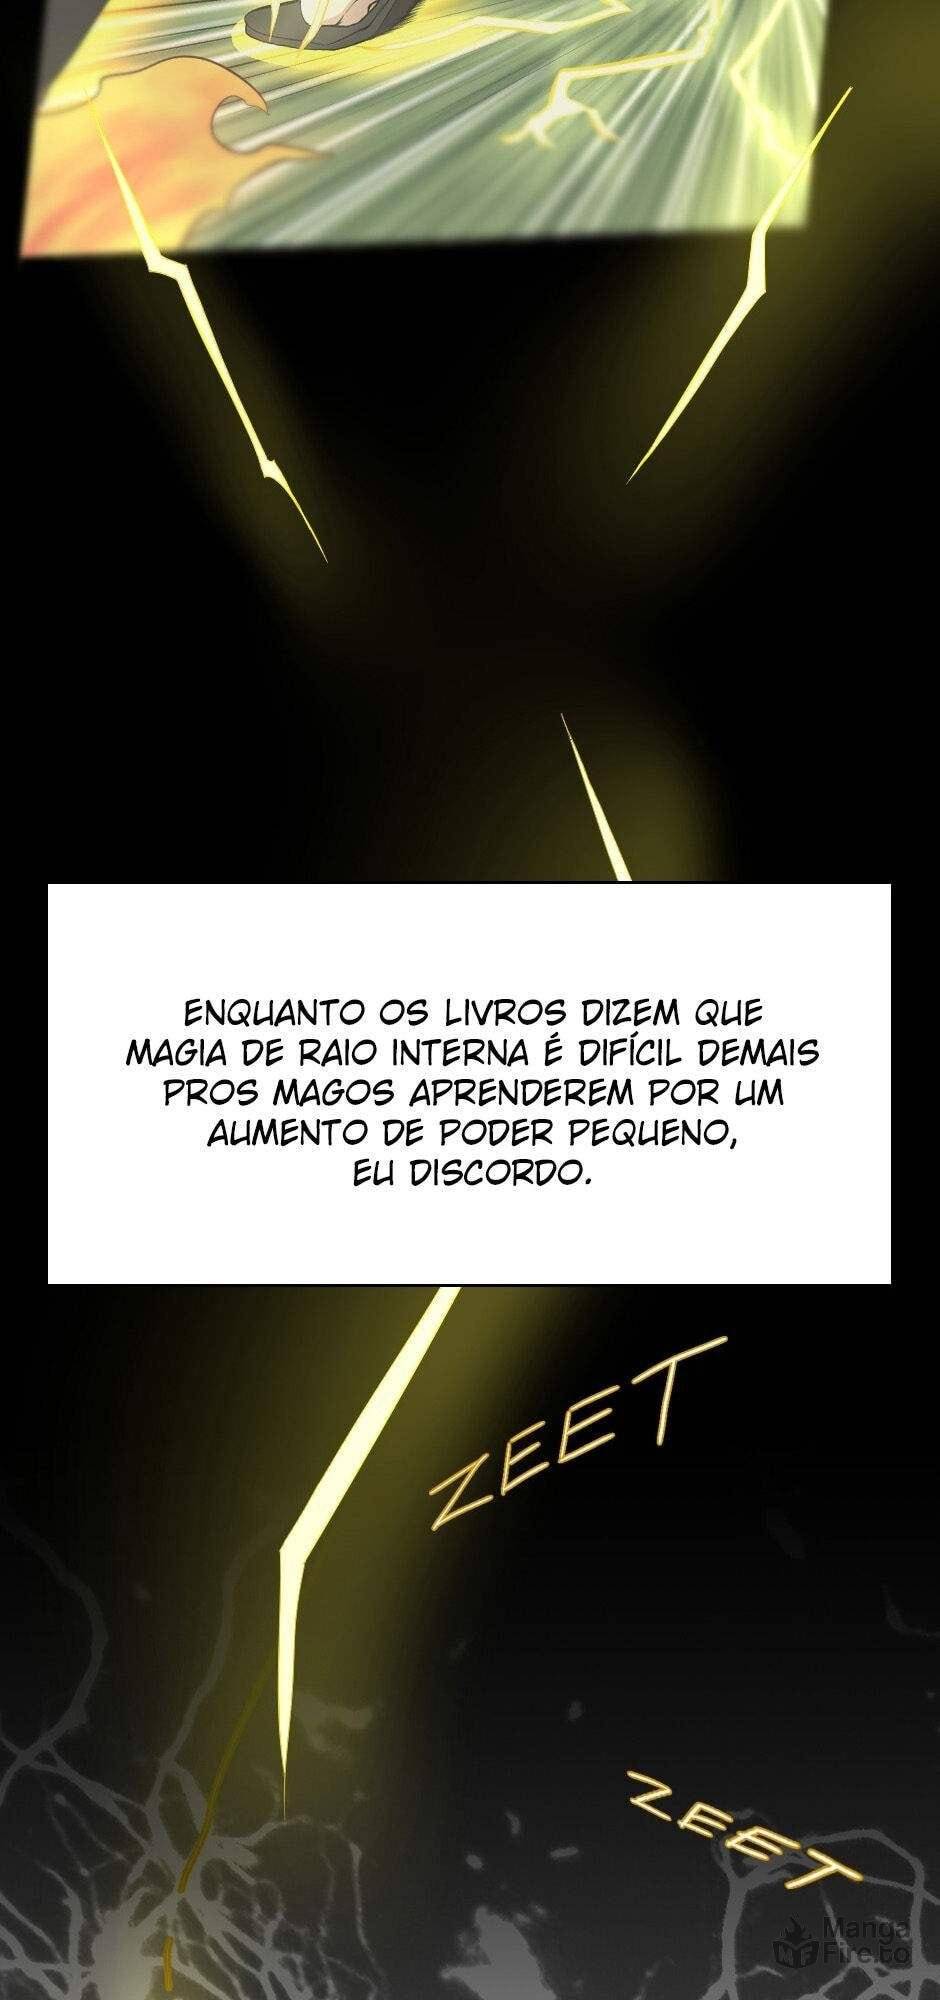 ENQUANTO OS LIVROS DIZEM QUE
MAGIA DE RAIO INTERNA É DIFÍCIL DEMAIS
PROS MAGOS APRENDEREM POR UM
AUMENTO DE PODER PEQUENO,
EU DISCORDO.
ZEET
ZEET
Manga
Fire.to